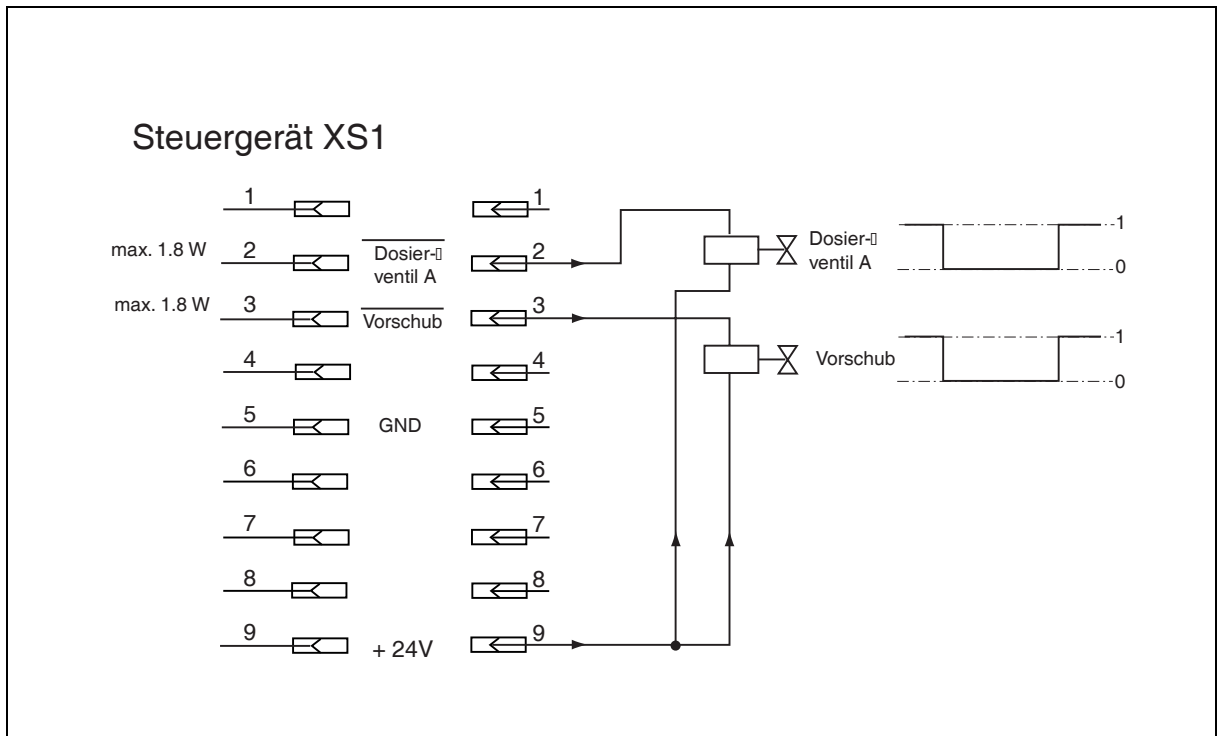 Steuergerät XS1
1 1
max. 1.8 W 2 Dosier- 2 Dosier- 1
ventil A ventil A 0
max. 1.8 W 3 Vorschub 3 1
4 4 Vorschub 0
5 GND 5
6 6
7 7
8 8
9 + 24V 9